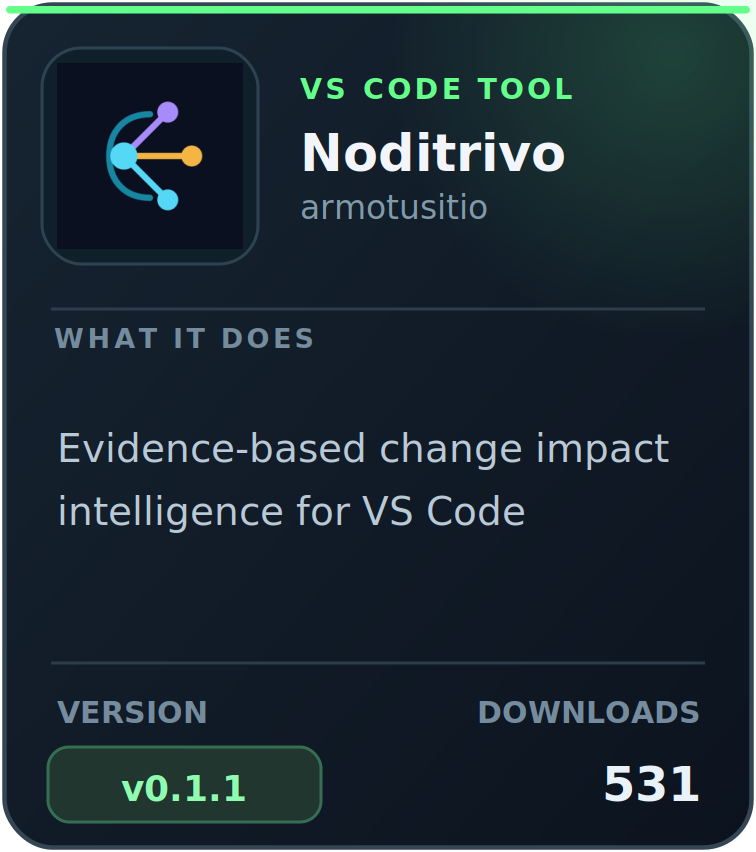 VS CODE TOOL
Noditrivo
armotusitio
WHAT IT DOES
Evidence-based change impact
intelligence for VS Code
VERSION
DOWNLOADS
v0.1.1
531